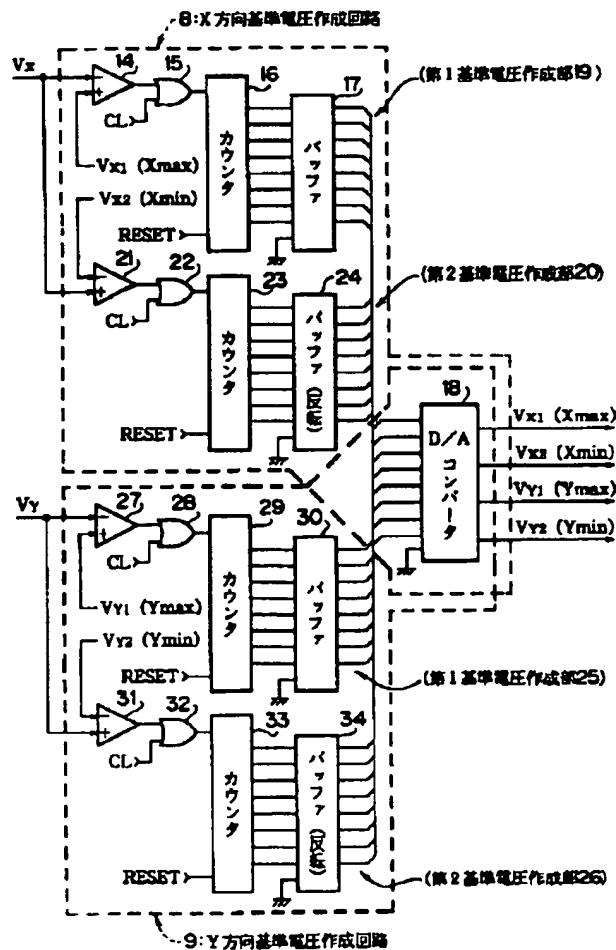 8:X方向基準電圧作成回路
Vx
14
15
16
17
(第1基準電圧作成部19)
CL
カウンタ
バッファ
Vx1 (Xmax)
Vx2 (Xmin)
RESET
21
22
23
24
(第2基準電圧作成部20)
CL
カウンタ
バッファ
RESET
18
D/Aコンバータ
Vx1 (Xmax)
Vx2 (Xmin)
VY1 (Ymax)
VY2 (Ymin)
VY
27
28
29
30
CL
カウンタ
バッファ
VY1 (Ymax)
VY2 (Ymin)
RESET
(第1基準電圧作成部25)
31
32
33
34
CL
カウンタ
バッファ
RESET
(第2基準電圧作成部26)
9:Y方向基準電圧作成回路